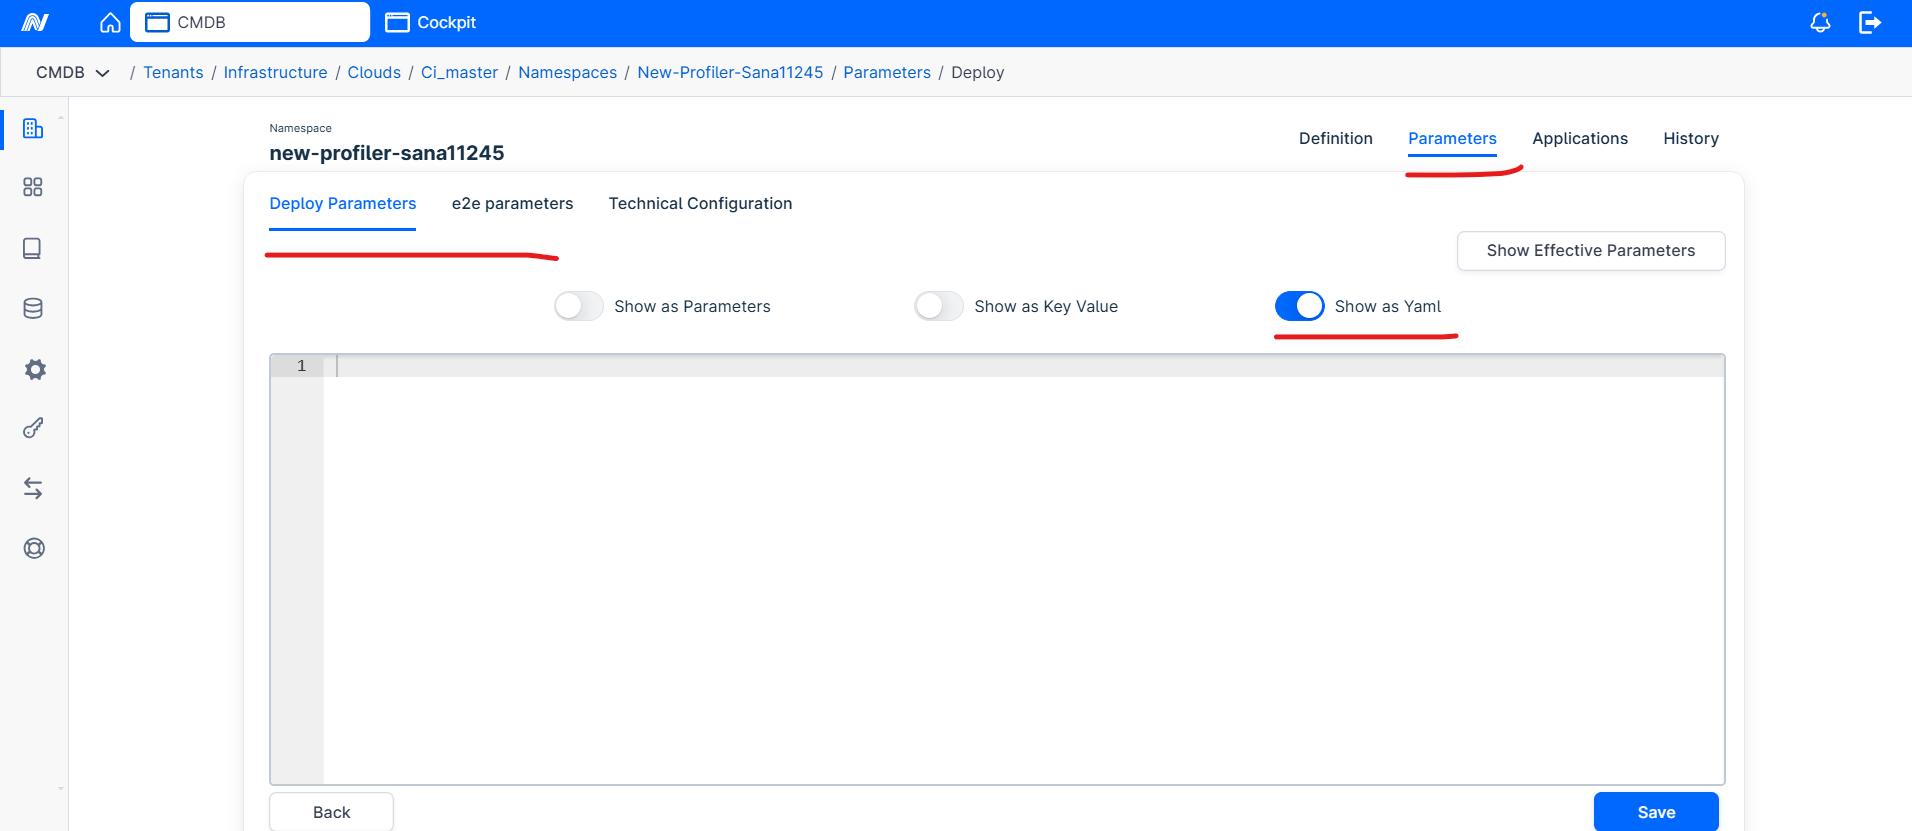 CMDB
Cockpit
CMDB / Tenants / Infrastructure / Clouds / Ci_master / Namespaces / New-Profiler-Sana11245 / Parameters / Deploy
Namespace
new-profiler-sana11245
Definition Parameters Applications History
Deploy Parameters e2e parameters Technical Configuration
Show Effective Parameters
Show as Parameters Show as Key Value Show as Yaml
1
Back Save